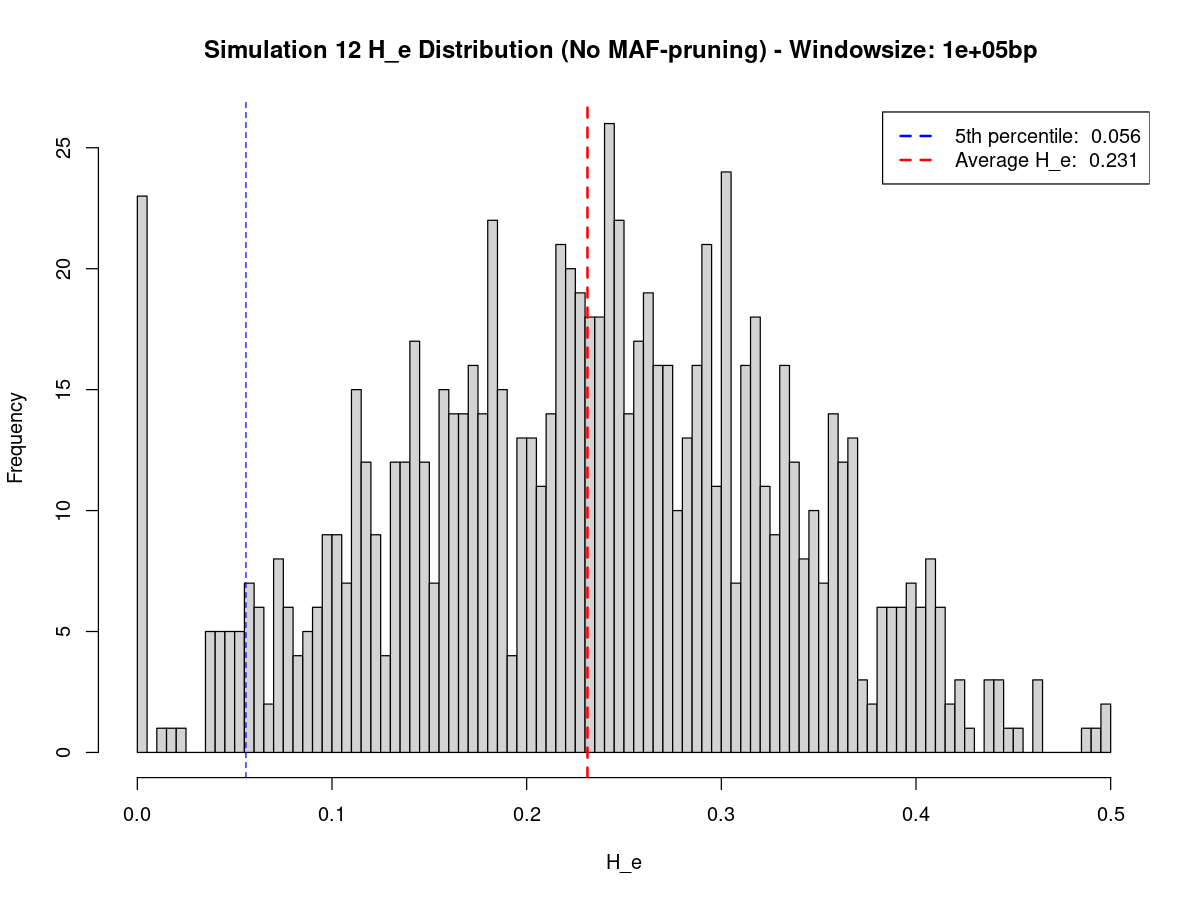 Simulation 12 H_e Distribution (No MAF-pruning) - Windowsize: 1e+05bp
5th percentile:  0.056
Average H_e:  0.231
Frequency
25
20
15
10
5
0
0.0 0.1 0.2 0.3 0.4 0.5
H_e